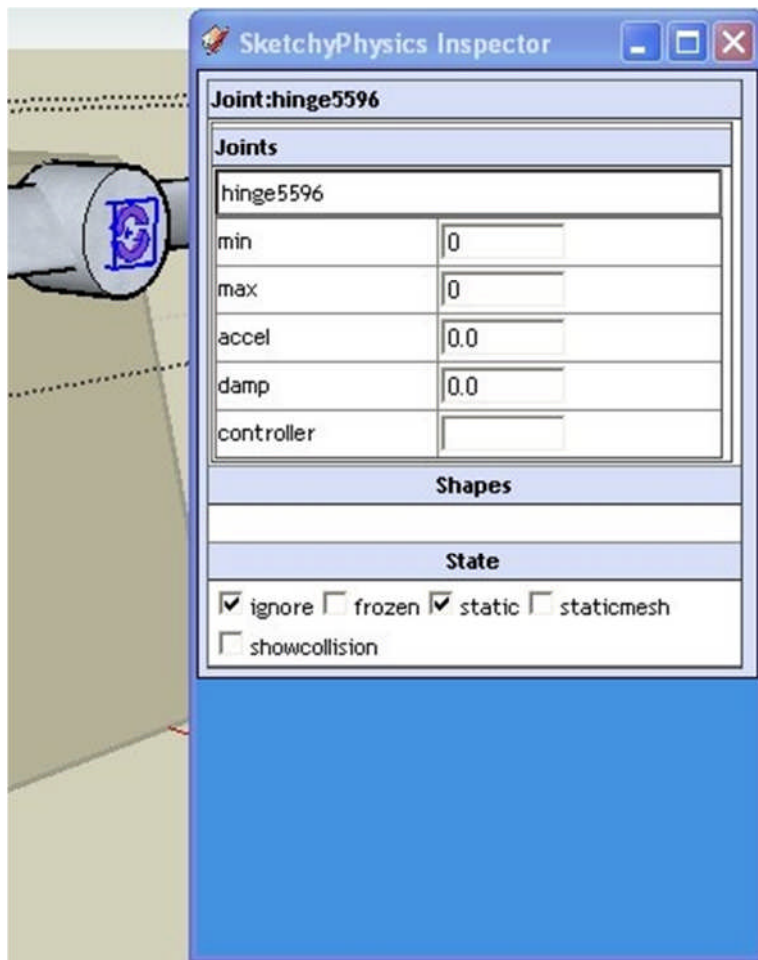 SketchyPhysics Inspector
Joint:hinge5596
Joints
hinge5596
min 0
max 0
accel 0.0
damp 0.0
controller
Shapes
State
ignore frozen static staticmesh
showcollision